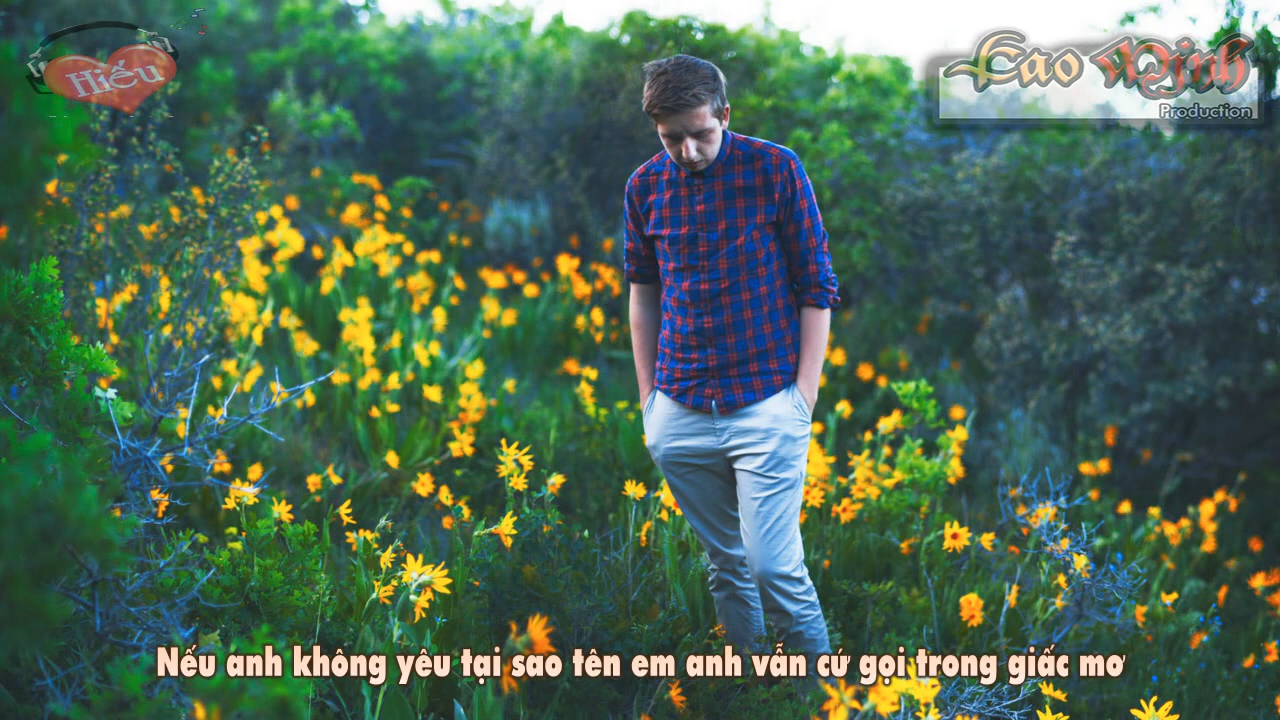 Hiếu
Cao Minh
Production
Nếu anh không yêu tại sao tên em anh vẫn cứ gọi trong giấc mơ